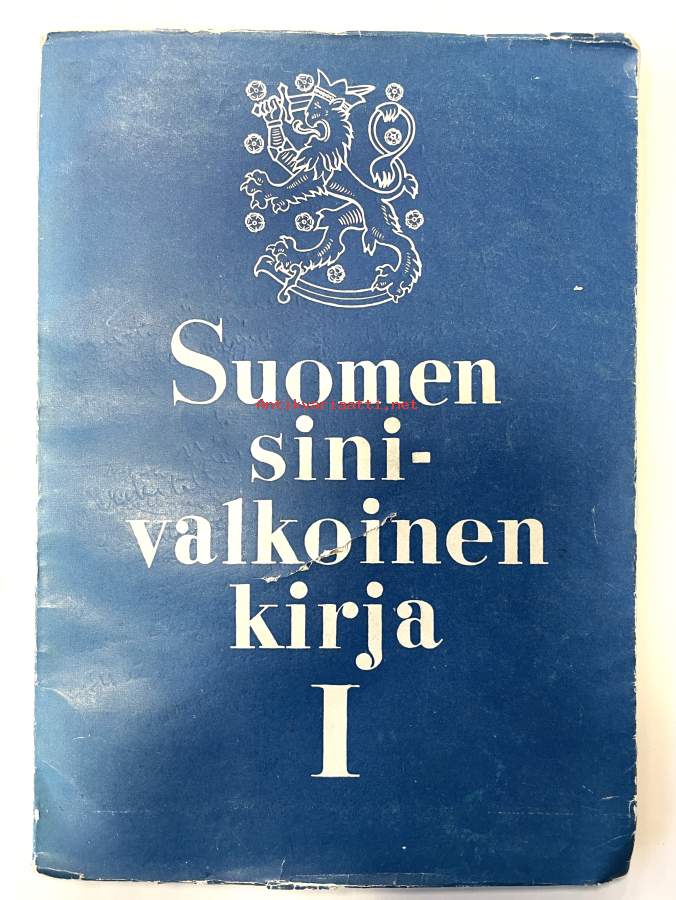 Suomen
Antikvariaatti.net
sini-
valkoinen
kirja
I